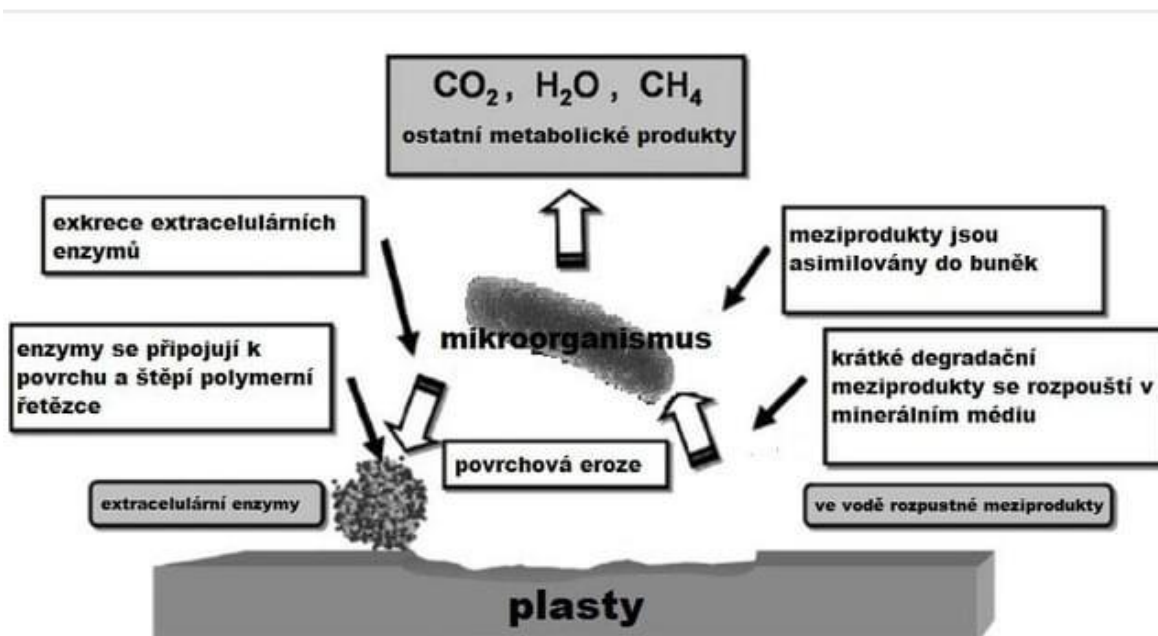 CO₂ , H₂O , CH₄
ostatní metabolické produkty
exkrece extracelulárních
enzymů
meziprodukty jsou
asimilovány do buněk
mikroorganismus
enzymy se připojují k
povrchu a štěpí polymerní
řetězce
krátké degradační
meziprodukty se rozpouští v
minerálním médiu
povrchová eroze
extracelulární enzymy
ve vodě rozpustné meziprodukty
plasty